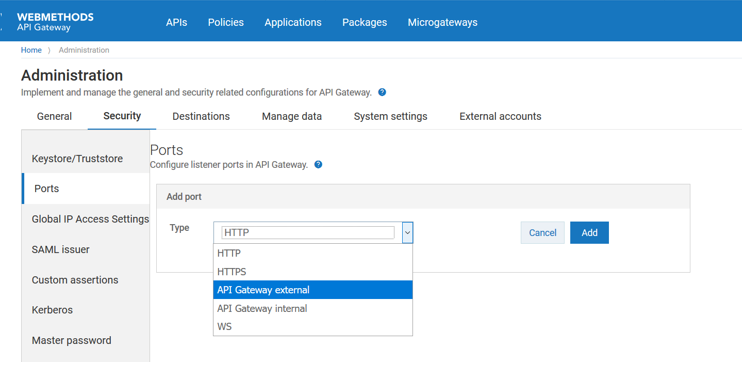 WEBMETHODS
API Gateway
APIs Policies Applications Packages Microgateways
Home 〉 Administration
Administration
Implement and manage the general and security related configurations for API Gateway. ?
General Security Destinations Manage data System settings External accounts
Keystore/Truststore
Ports
Global IP Access Settings
SAML issuer
Custom assertions
Kerberos
Master password
Ports
Configure listener ports in API Gateway. ?
Add port
Type HTTP Cancel Add
HTTP
HTTPS
API Gateway external
API Gateway internal
WS